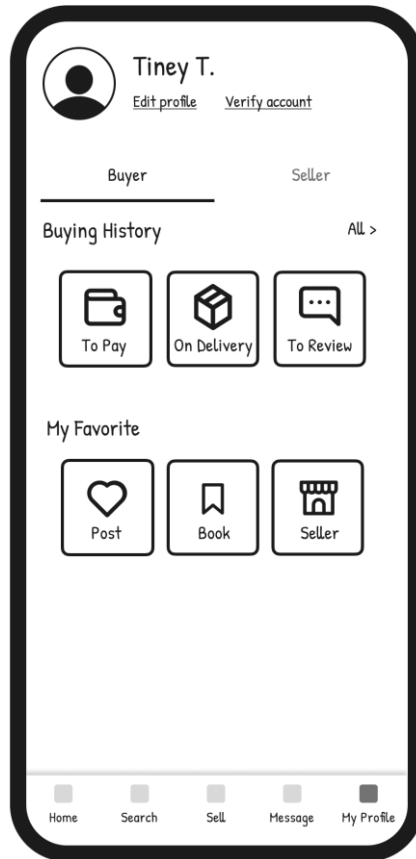 Tiney T.
Edit profile Verify account
Buyer Seller
Buying History All >
To Pay On Delivery To Review
My Favorite
Post Book Seller
Home Search Sell Message My Profile